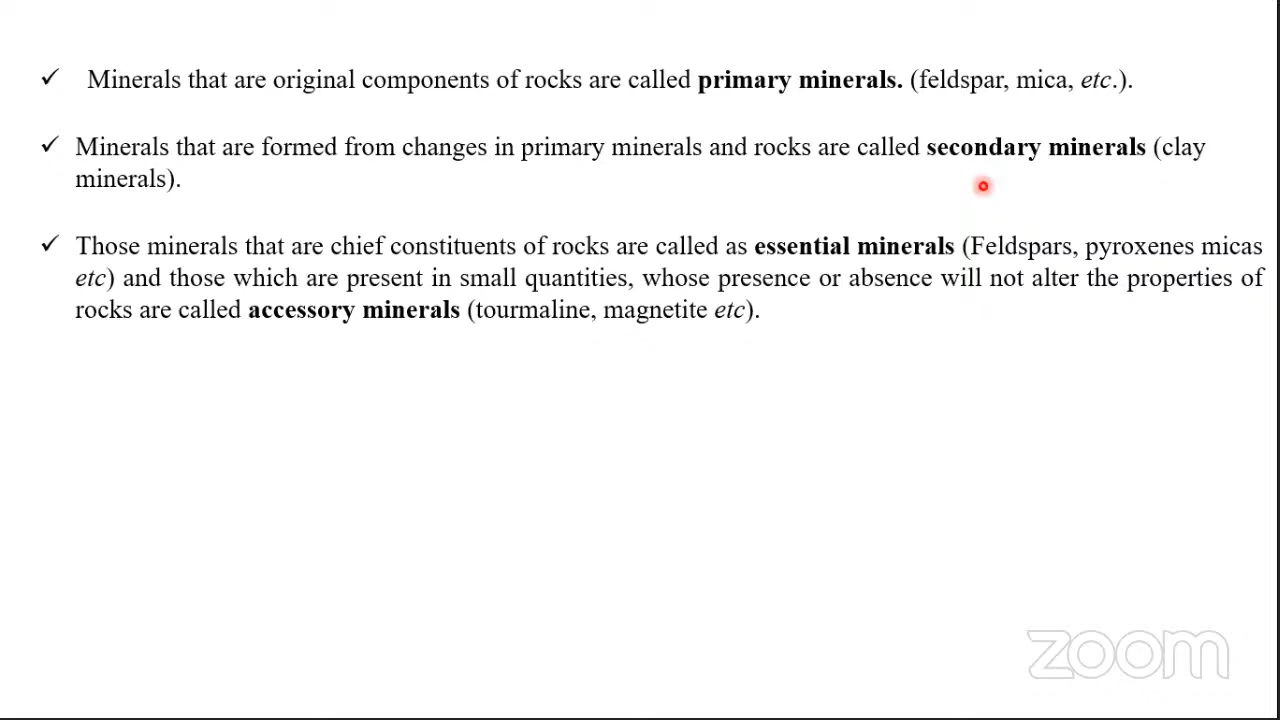 ✓ Minerals that are original components of rocks are called primary minerals. (feldspar, mica, etc.).
✓ Minerals that are formed from changes in primary minerals and rocks are called secondary minerals (clay
minerals).
✓ Those minerals that are chief constituents of rocks are called as essential minerals (Feldspars, pyroxenes micas
etc) and those which are present in small quantities, whose presence or absence will not alter the properties of
rocks are called accessory minerals (tourmaline, magnetite etc).
zoom